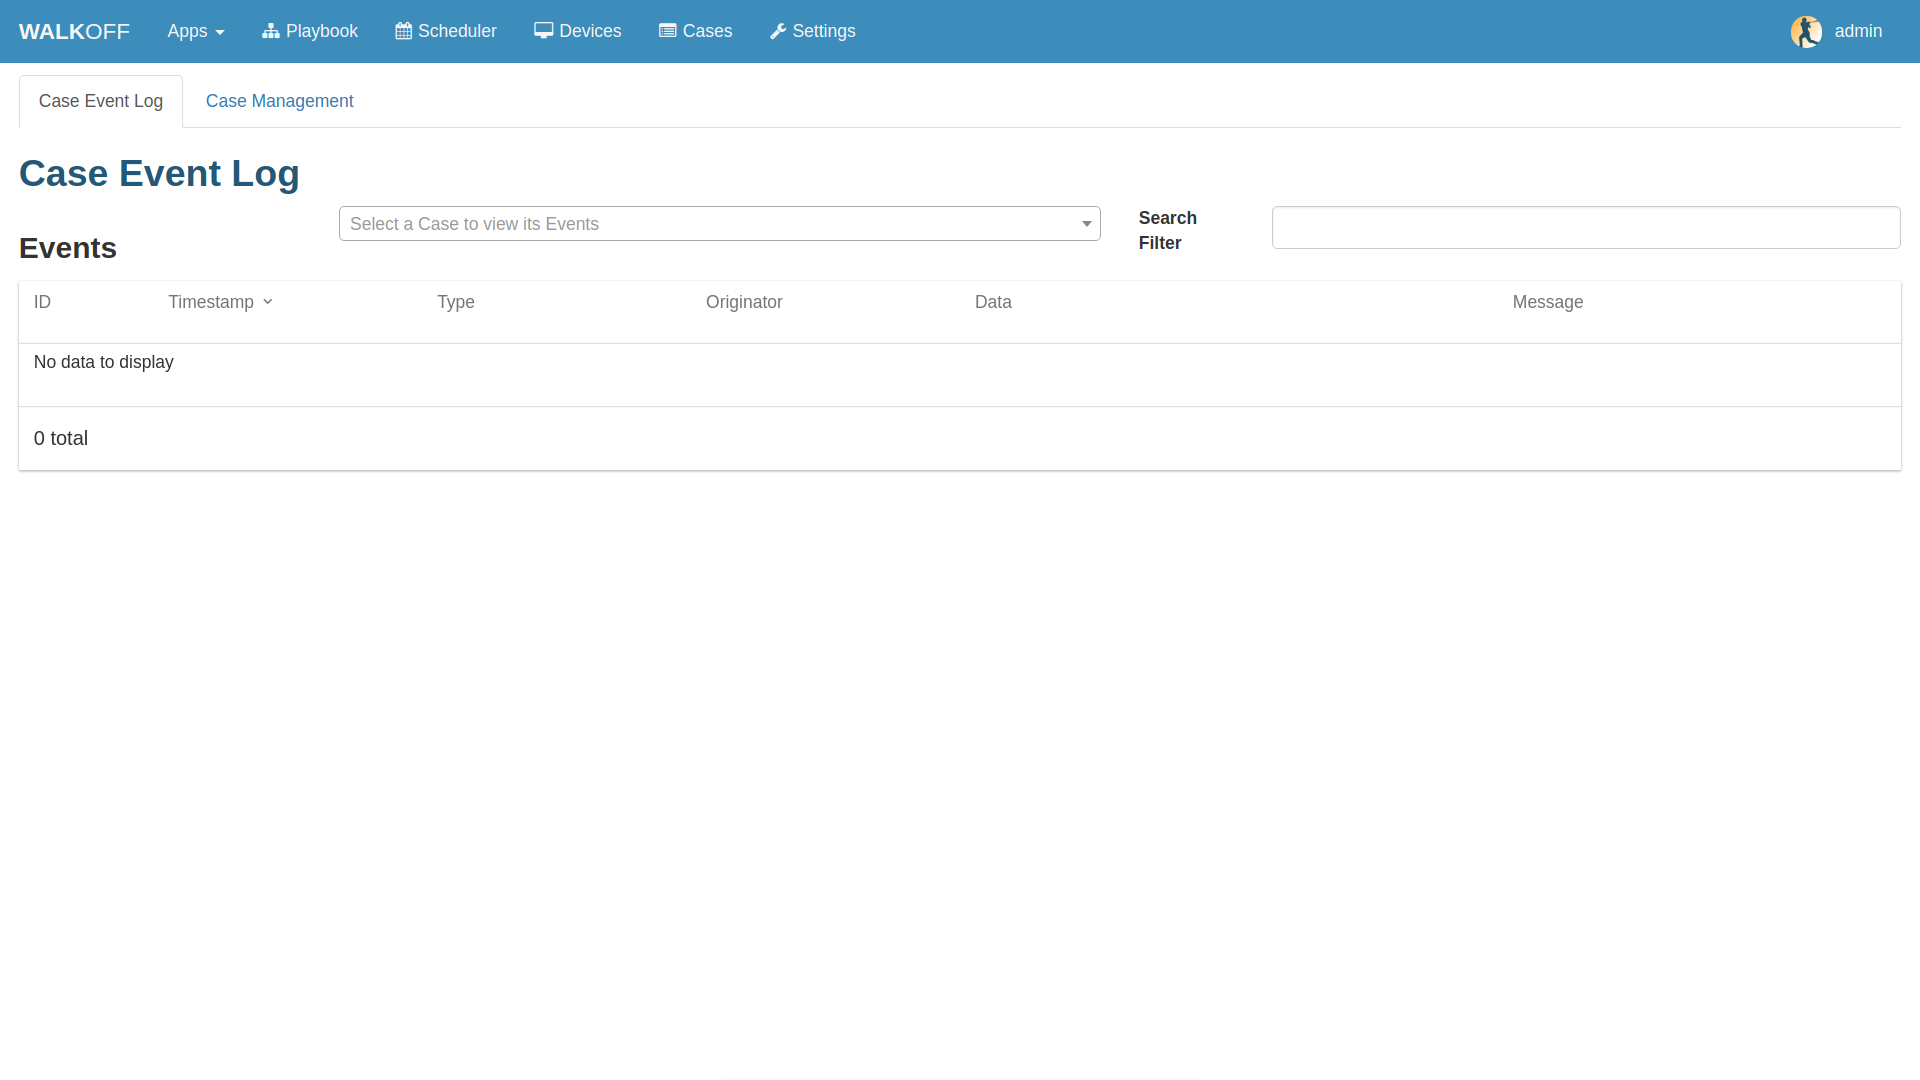 WALKOFF Apps Playbook Scheduler Devices Cases Settings admin
Case Event Log Case Management
Case Event Log
Events
Select a Case to view its Events
Search
Filter
ID Timestamp Type Originator Data Message
No data to display
0 total